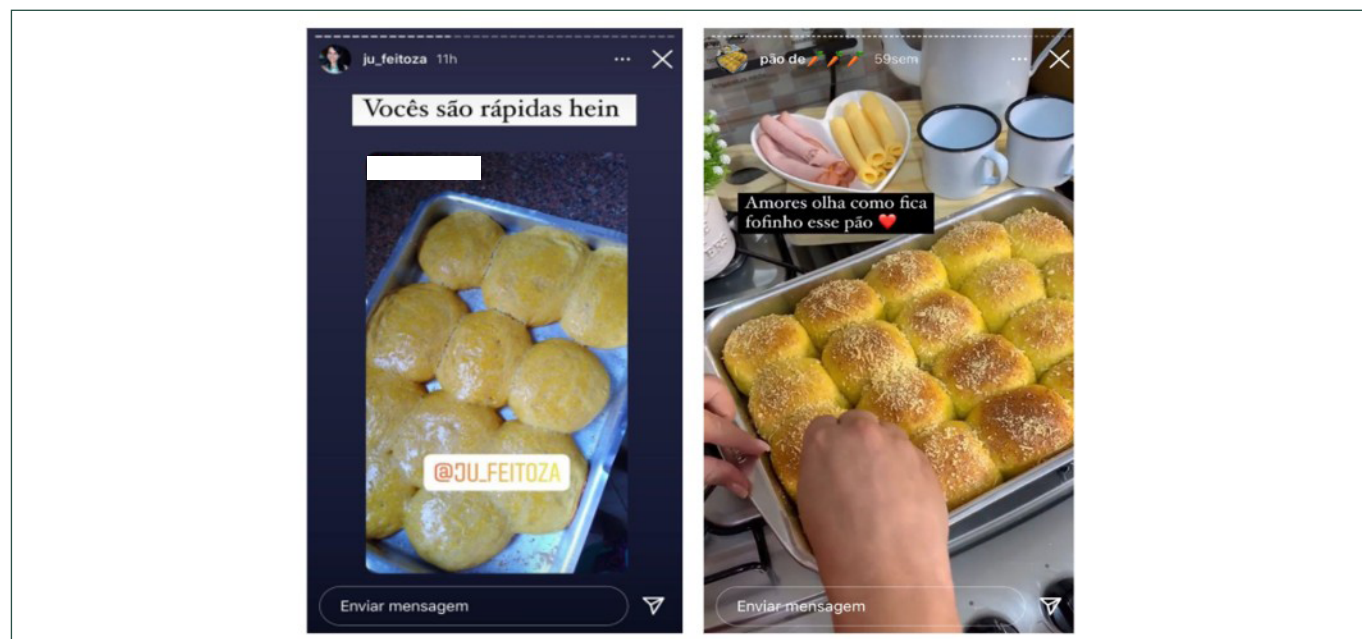 ju_feitoza 11h
Vocês são rápidas hein
@JU_FEITOZA
Enviar mensagem
pão de🥕🥕🥕 59sem
Amores olha como fica
fofinho esse pão ❤️
Enviar mensagem